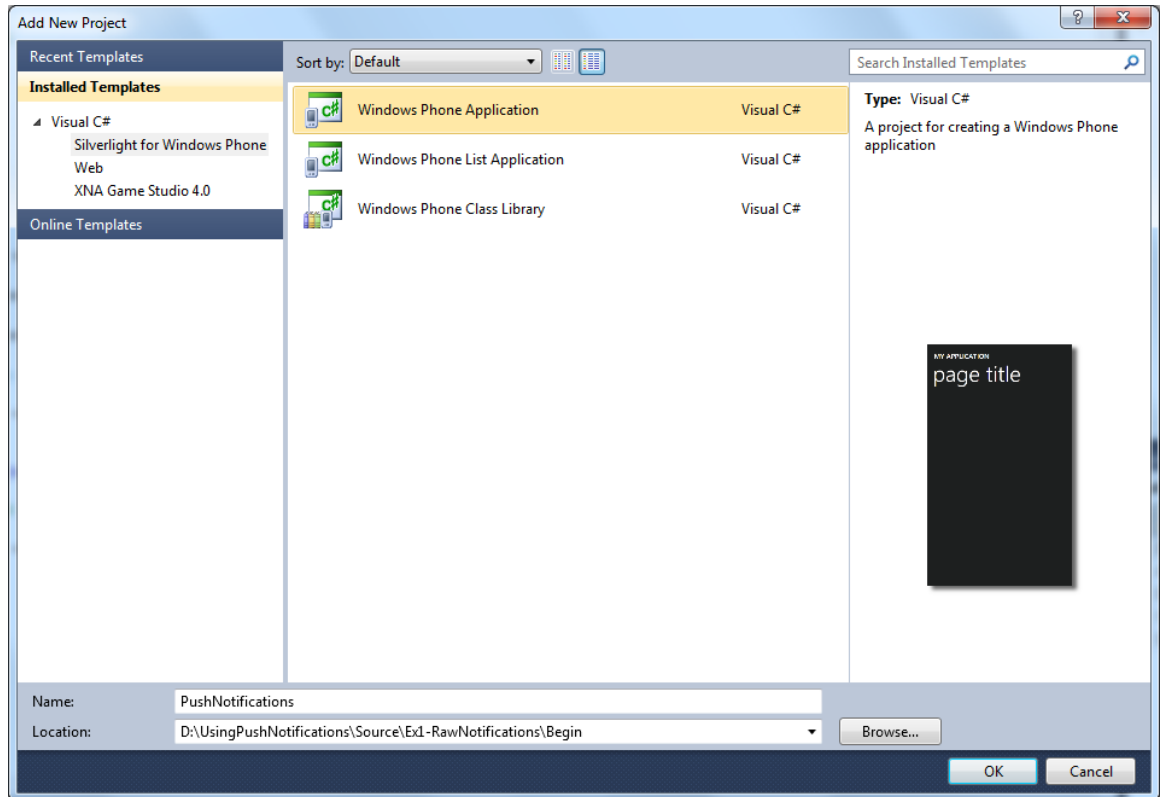 Add New Project
Recent Templates
Installed Templates
Visual C#
Silverlight for Windows Phone
Web
XNA Game Studio 4.0
Online Templates
Sort by: Default
Windows Phone Application Visual C#
Windows Phone List Application Visual C#
Windows Phone Class Library Visual C#
Search Installed Templates
Type: Visual C#
A project for creating a Windows Phone
application
MY APPLICATION
page title
Name: PushNotifications
Location: D:\UsingPushNotifications\Source\Ex1-RawNotifications\Begin
Browse...
OK Cancel